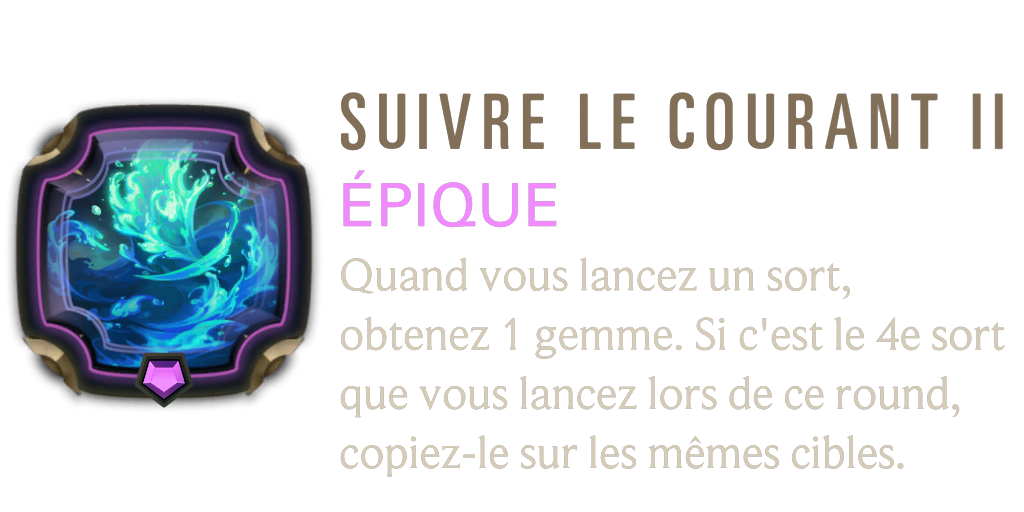 SUIVRE LE COURANT II
ÉPIQUE
Quand vous lancez un sort,
obtenez 1 gemme. Si c'est le 4e sort
que vous lancez lors de ce round,
copiez-le sur les mêmes cibles.